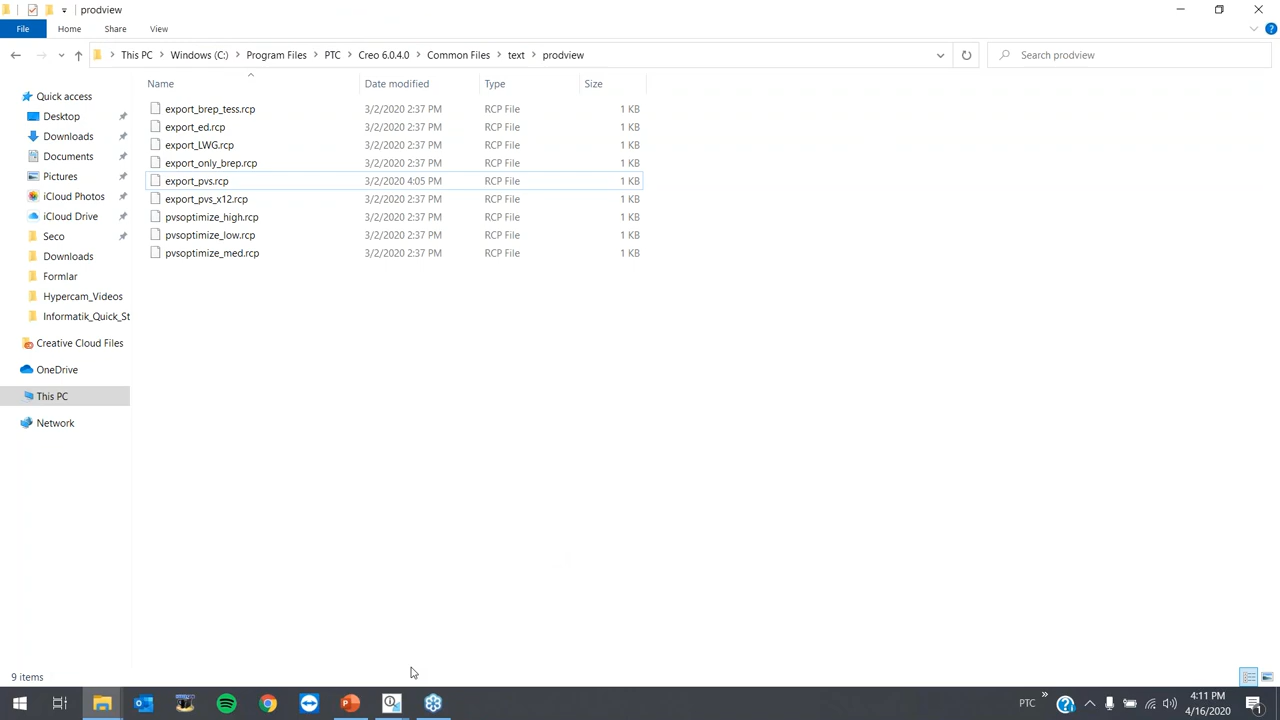 prodview
File Home Share View
This PC Windows (C:) Program Files PTC Creo 6.0.4.0 Common Files text prodview Search prodview
Name Date modified Type Size
Quick access
Desktop
Downloads
Documents
Pictures
iCloud Photos
iCloud Drive
Seco
Downloads
Formlar
Hypercam_Videos
Informatik_Quick_St
Creative Cloud Files
OneDrive
This PC
Network
export_brep_tess.rcp 3/2/2020 2:37 PM RCP File 1 KB
export_ed.rcp 3/2/2020 2:37 PM RCP File 1 KB
export_LWG.rcp 3/2/2020 2:37 PM RCP File 1 KB
export_only_brep.rcp 3/2/2020 2:37 PM RCP File 1 KB
export_pvs.rcp 3/2/2020 4:05 PM RCP File 1 KB
export_pvs_x12.rcp 3/2/2020 2:37 PM RCP File 1 KB
pvsoptimize_high.rcp 3/2/2020 2:37 PM RCP File 1 KB
pvsoptimize_low.rcp 3/2/2020 2:37 PM RCP File 1 KB
pvsoptimize_med.rcp 3/2/2020 2:37 PM RCP File 1 KB
9 items
PTC
4:11 PM
4/16/2020